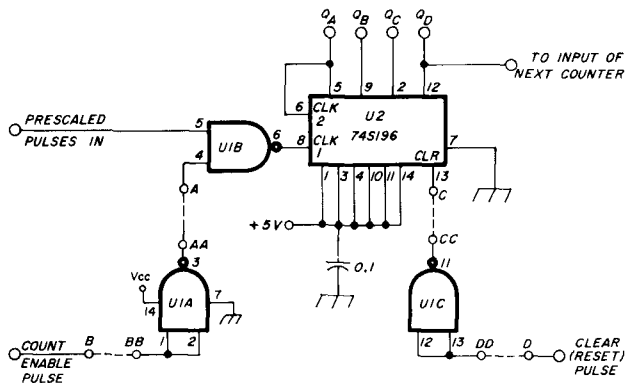 QA QB QC QD
TO INPUT OF
NEXT COUNTER
5 9 2 12
6 CLK
2
U2
74S196
7
PRESCALED
PULSES IN
5
4
U1B
6
8 CLK
1
CLR
1 3 4 10 11 14 13
A
C
+5V
AA
CC
3
11
0.1
Vcc
14
U1A
7
U1C
COUNT
ENABLE
PULSE
B BB
1 2
12 13
DD D
CLEAR
(RESET)
PULSE